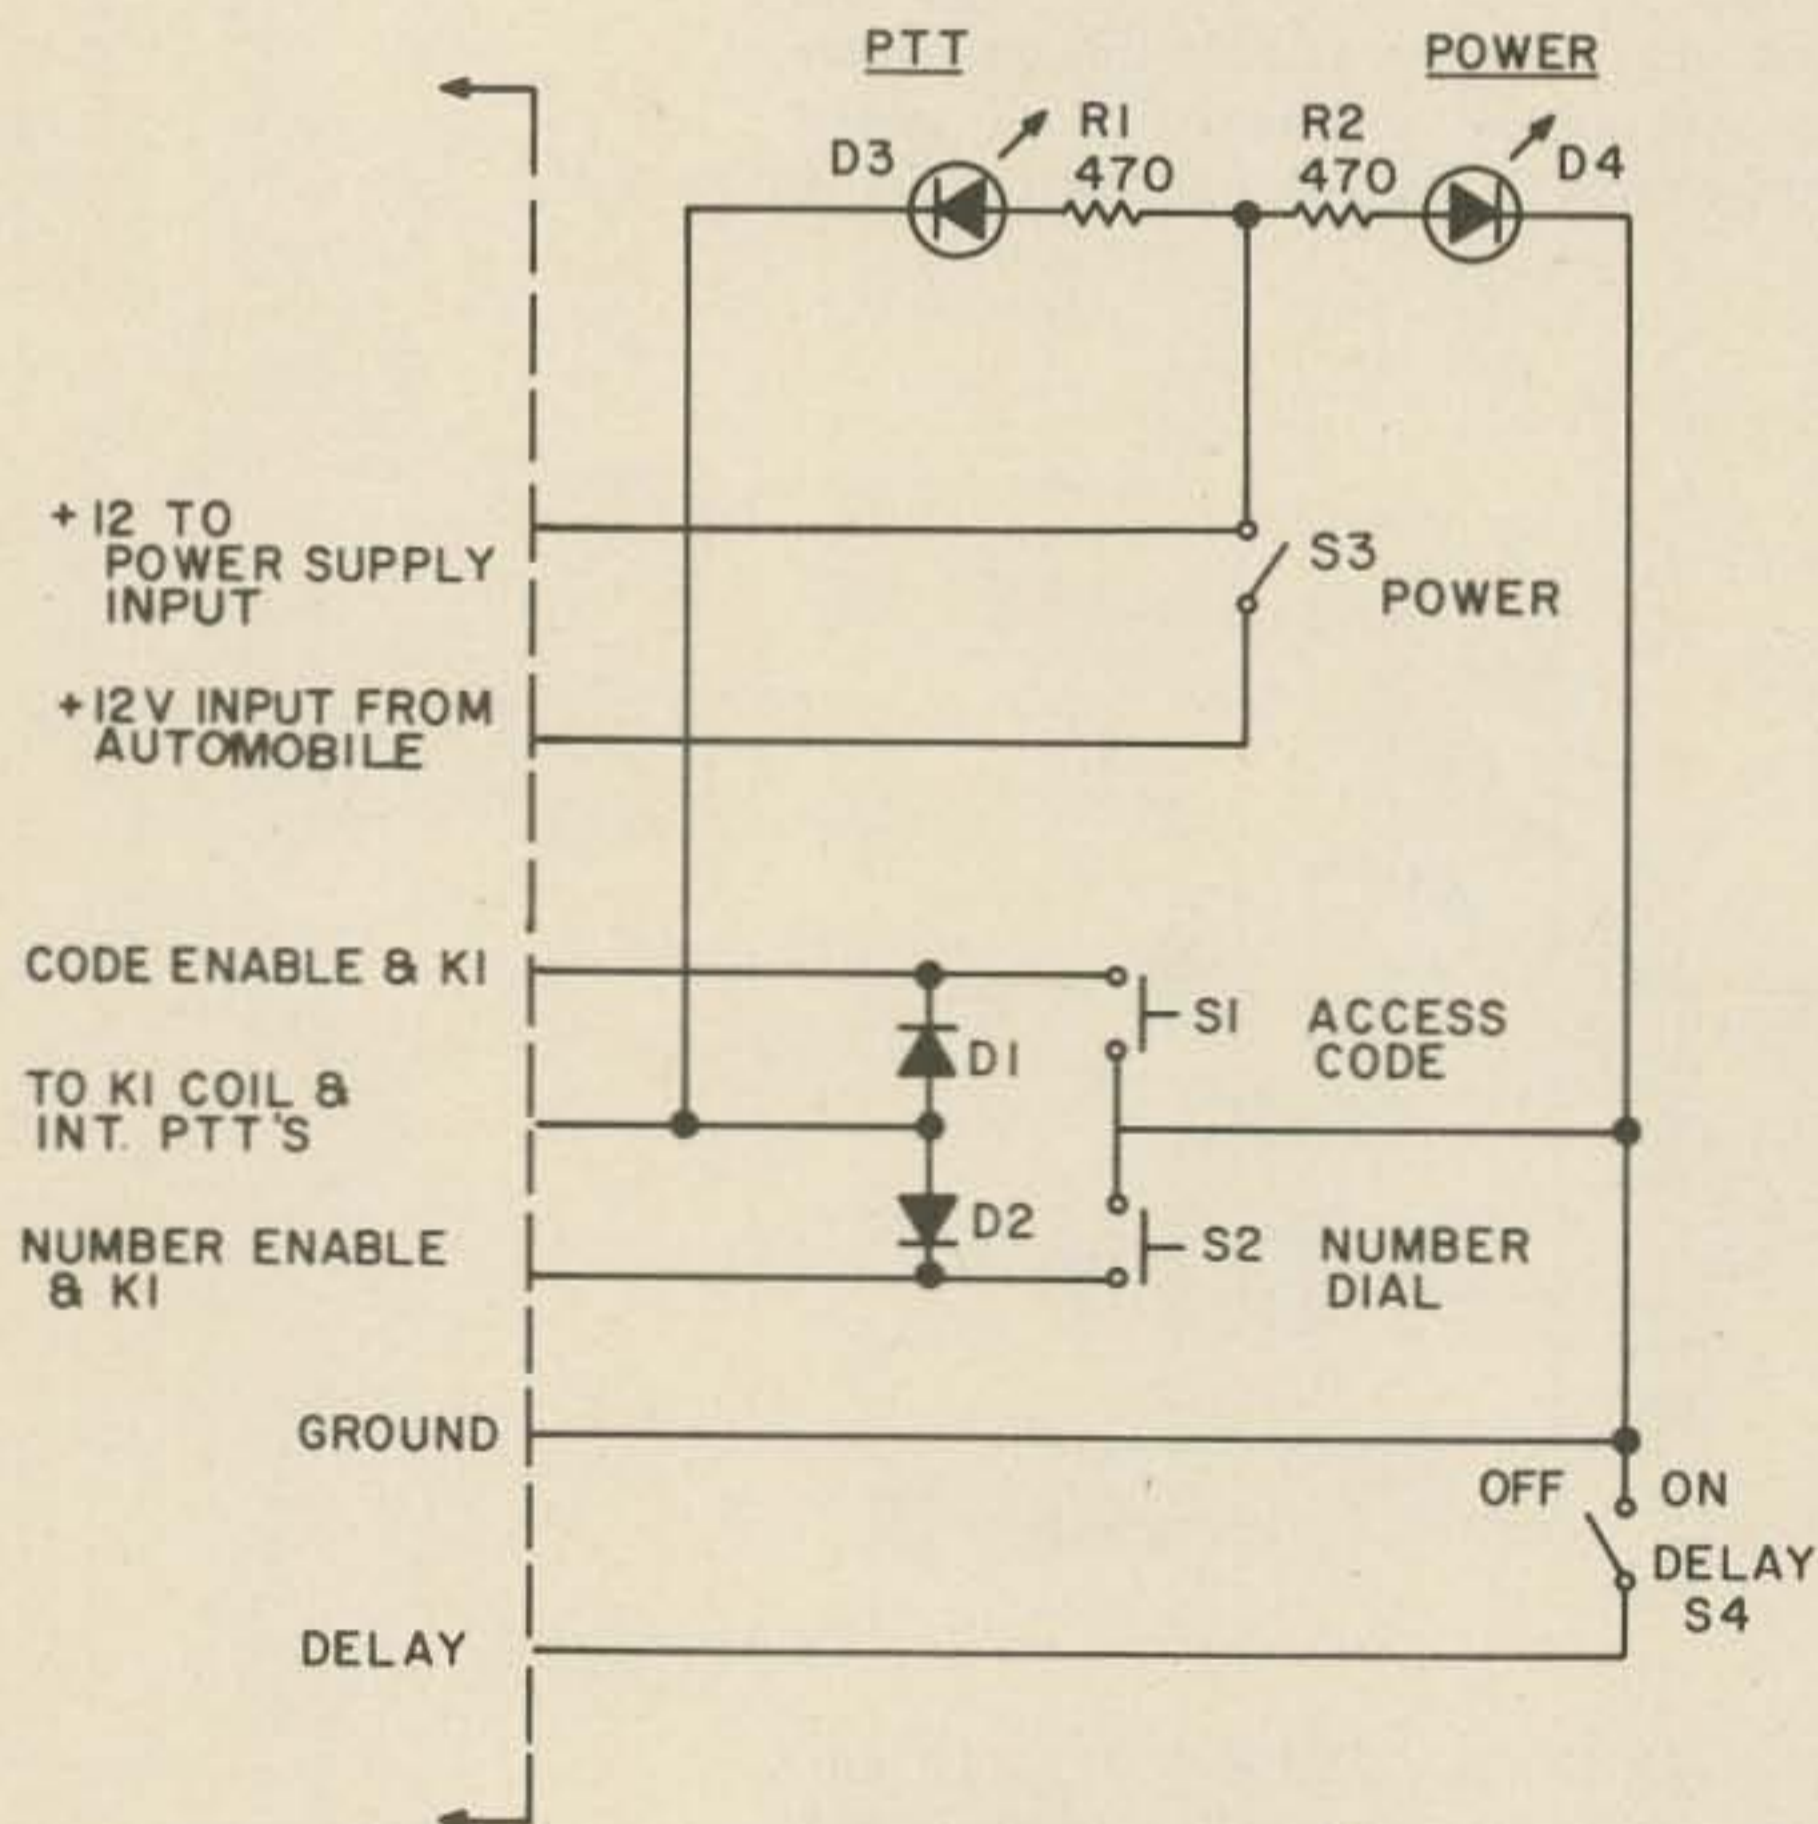 PTT
POWER
D3
R1
470
R2
470
D4
+12 TO
POWER SUPPLY
INPUT
S3
POWER
+12V INPUT FROM
AUTOMOBILE
CODE ENABLE & K1
S1 ACCESS
CODE
D1
TO K1 COIL &
INT. PTT'S
D2
NUMBER ENABLE
& K1
S2 NUMBER
DIAL
GROUND
OFF ON
DELAY
S4
DELAY